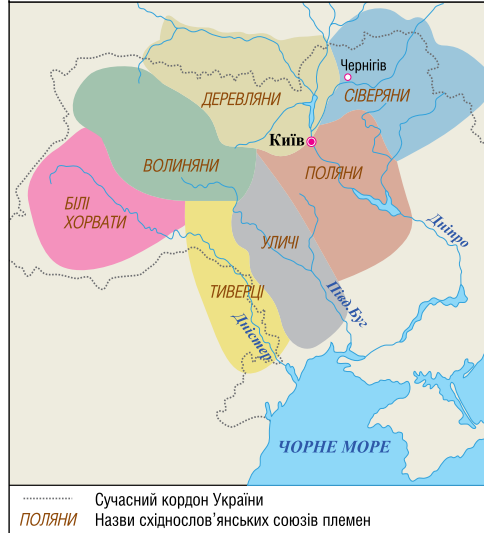 Чернігів
ДЕРЕВЛЯНИ
СІВЕРЯНИ
Київ
ВОЛИНЯНИ
ПОЛЯНИ
БІЛІ
ХОРВАТИ
Дніпро
УЛИЧІ
ТИВЕРЦІ
Півд.Буг
Дністер
ЧОРНЕ МОРЕ
Сучасний кордон України
ПОЛЯНИ Назви східнослов’янських союзів племен